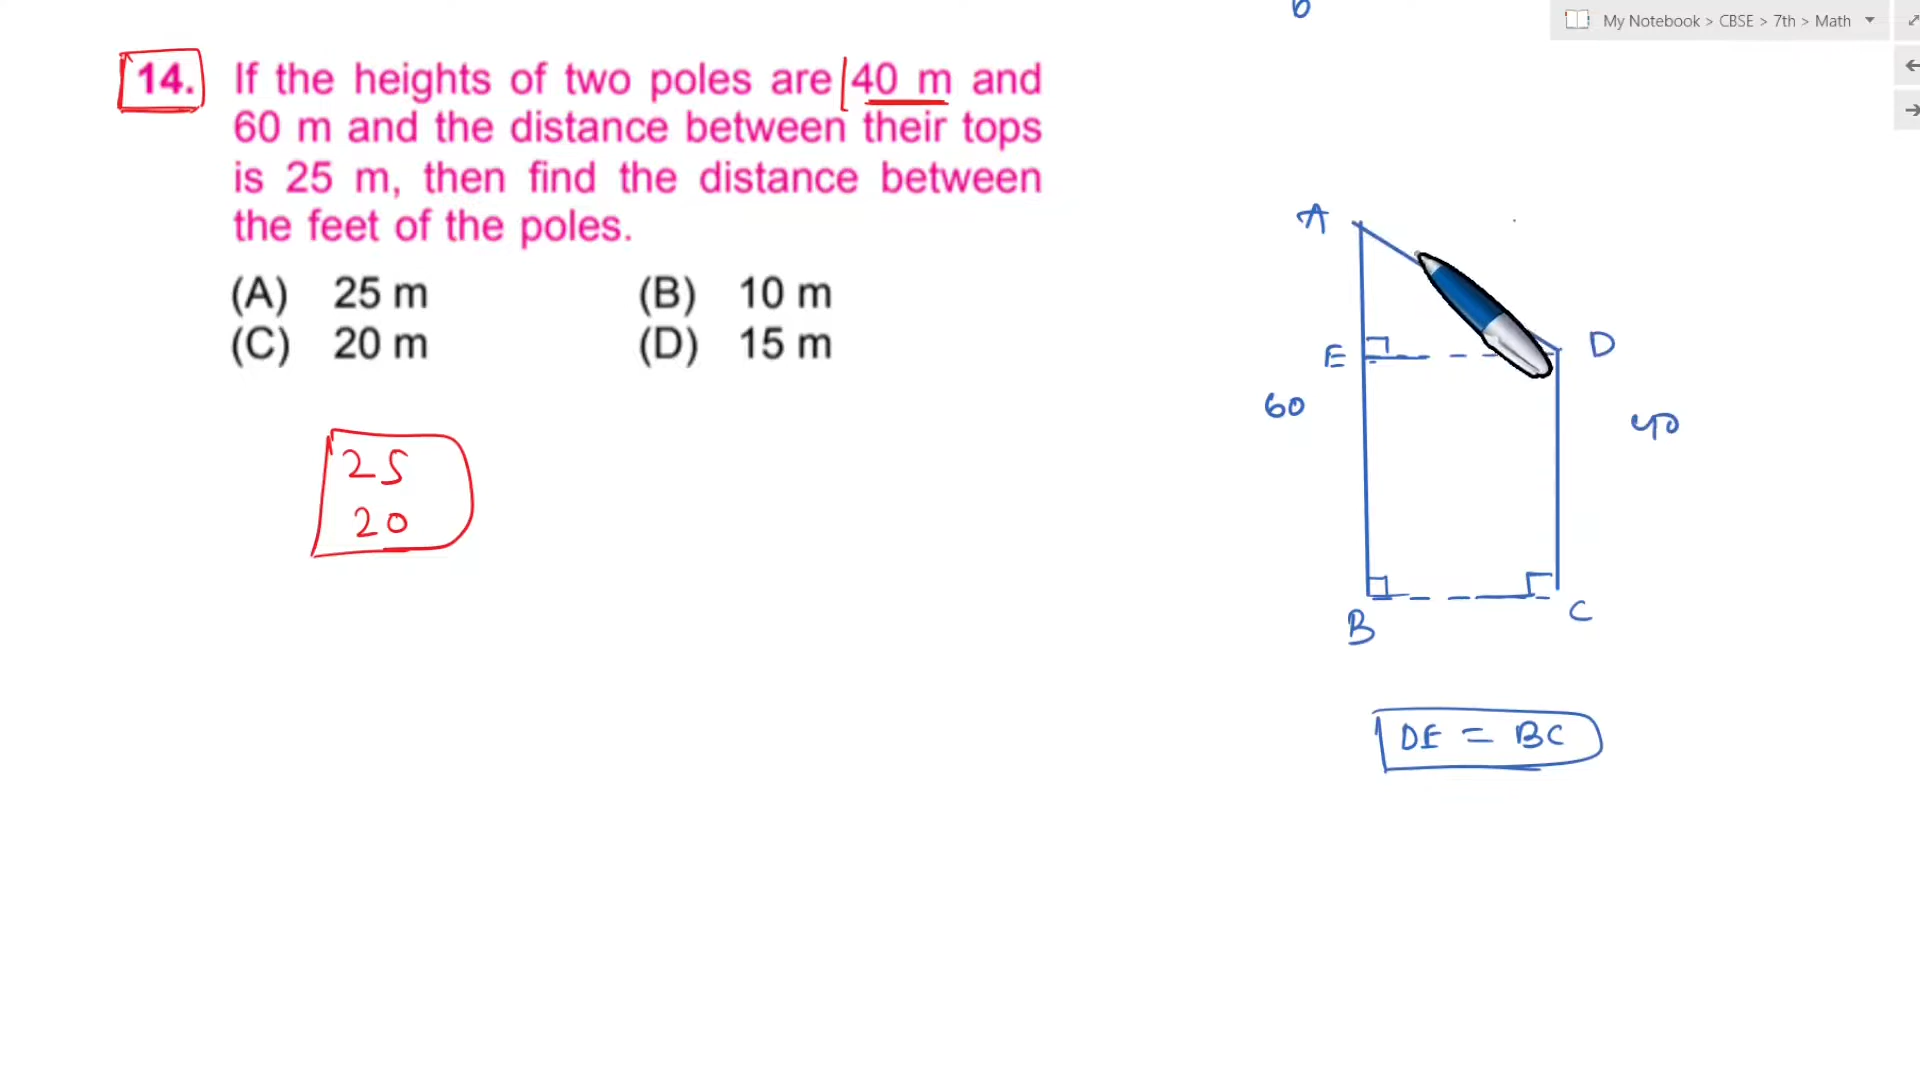 6
My Notebook > CBSE > 7th > Math
14. If the heights of two poles are 40 m and
60 m and the distance between their tops
is 25 m, then find the distance between
the feet of the poles.
(A) 25 m (B) 10 m
(C) 20 m (D) 15 m
25
20
A
E
D
60
40
B
C
DE = BC